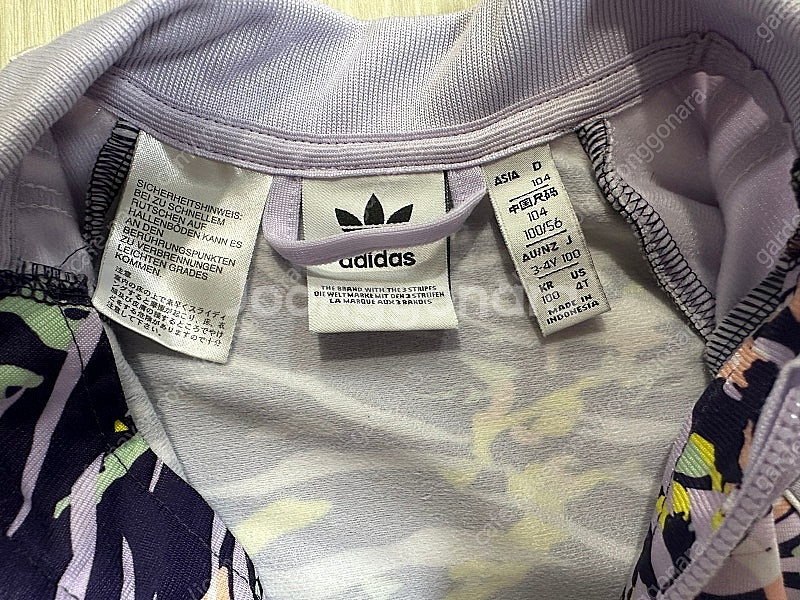 SICHERHEITSHINWEIS:
BEI ZU SCHNELLEM
RUTSCHEN AUF
HALLENBÖDEN KANN ES
AN DEN
BERÜHRUNGSPUNKTEN
ZU VERBRENNUNGEN
LEICHTEN GRADES
KOMMEN.
注意
adidas
THE BRAND WITH THE 3 STRIPES
DIE WELTMARKE MIT DEN 3 STREIFEN
LA MARQUE AUX 3 BANDES
ASIA D
104
中国尺码
104
100/56
AU/NZ J
3-4Y 100
KR US
100 4T
MADE IN
INDONESIA